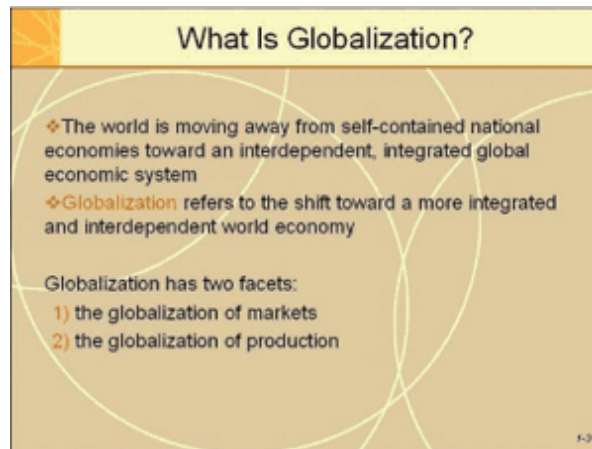 What Is Globalization?
❖The world is moving away from self-contained national
economies toward an interdependent, integrated global
economic system
❖Globalization refers to the shift toward a more integrated
and interdependent world economy
Globalization has two facets:
1) the globalization of markets
2) the globalization of production
1-3